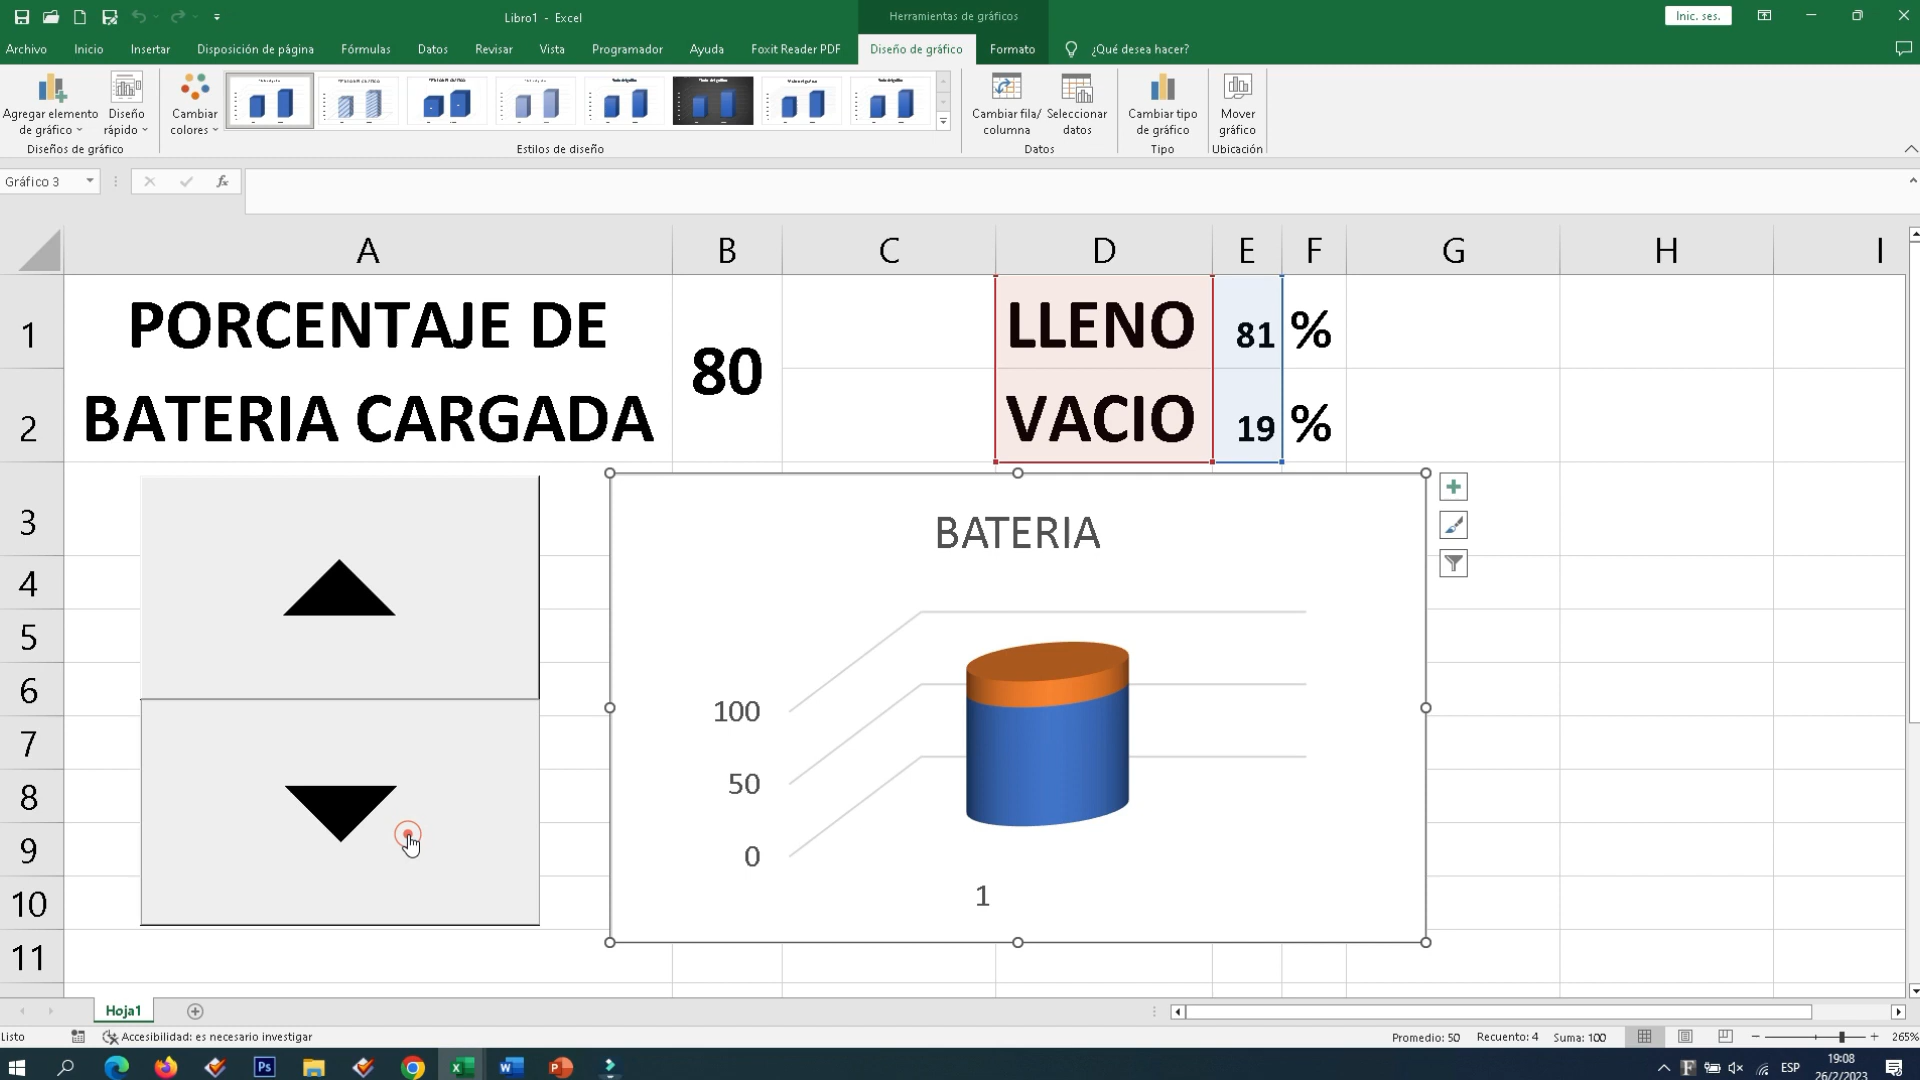 Libro1 - Excel
Herramientas de gráficos
Inic. ses.
Archivo Inicio Insertar Disposición de página Fórmulas Datos Revisar Vista Programador Ayuda Foxit Reader PDF Diseño de gráfico Formato ¿Qué desea hacer?
Agregar elemento de gráfico
Diseño rápido
Cambiar colores
Cambiar fila/ columna
Seleccionar datos
Cambiar tipo de gráfico
Mover gráfico
Diseños de gráfico
Estilos de diseño
Datos
Tipo
Ubicación
Gráfico 3
fx
A B C D E F G H I
1
PORCENTAJE DE
BATERIA CARGADA
80
LLENO 81 %
2
VACIO 19 %
3
4
5
6
7
8
9
10
11
BATERIA
100
50
0
1
Hoja1
Listo
Accesibilidad: es necesario investigar
Promedio: 50 Recuento: 4 Suma: 100
265%
Ps
ESP
19:08
26/2/2023